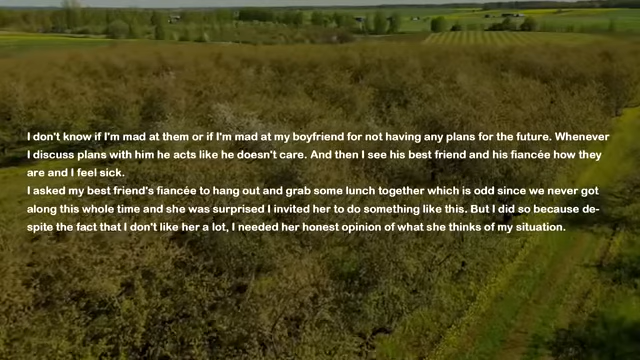 I don't know if I'm mad at them or if I'm mad at my boyfriend for not having any plans for the future. Whenever
I discuss plans with him he acts like he doesn't care. And then I see his best friend and his fiancée how they
are and I feel sick.
I asked my best friend's fiancée to hang out and grab some lunch together which is odd since we never got
along this whole time and she was surprised I invited her to do something like this. But I did so because de-
spite the fact that I don't like her a lot, I needed her honest opinion of what she thinks of my situation.